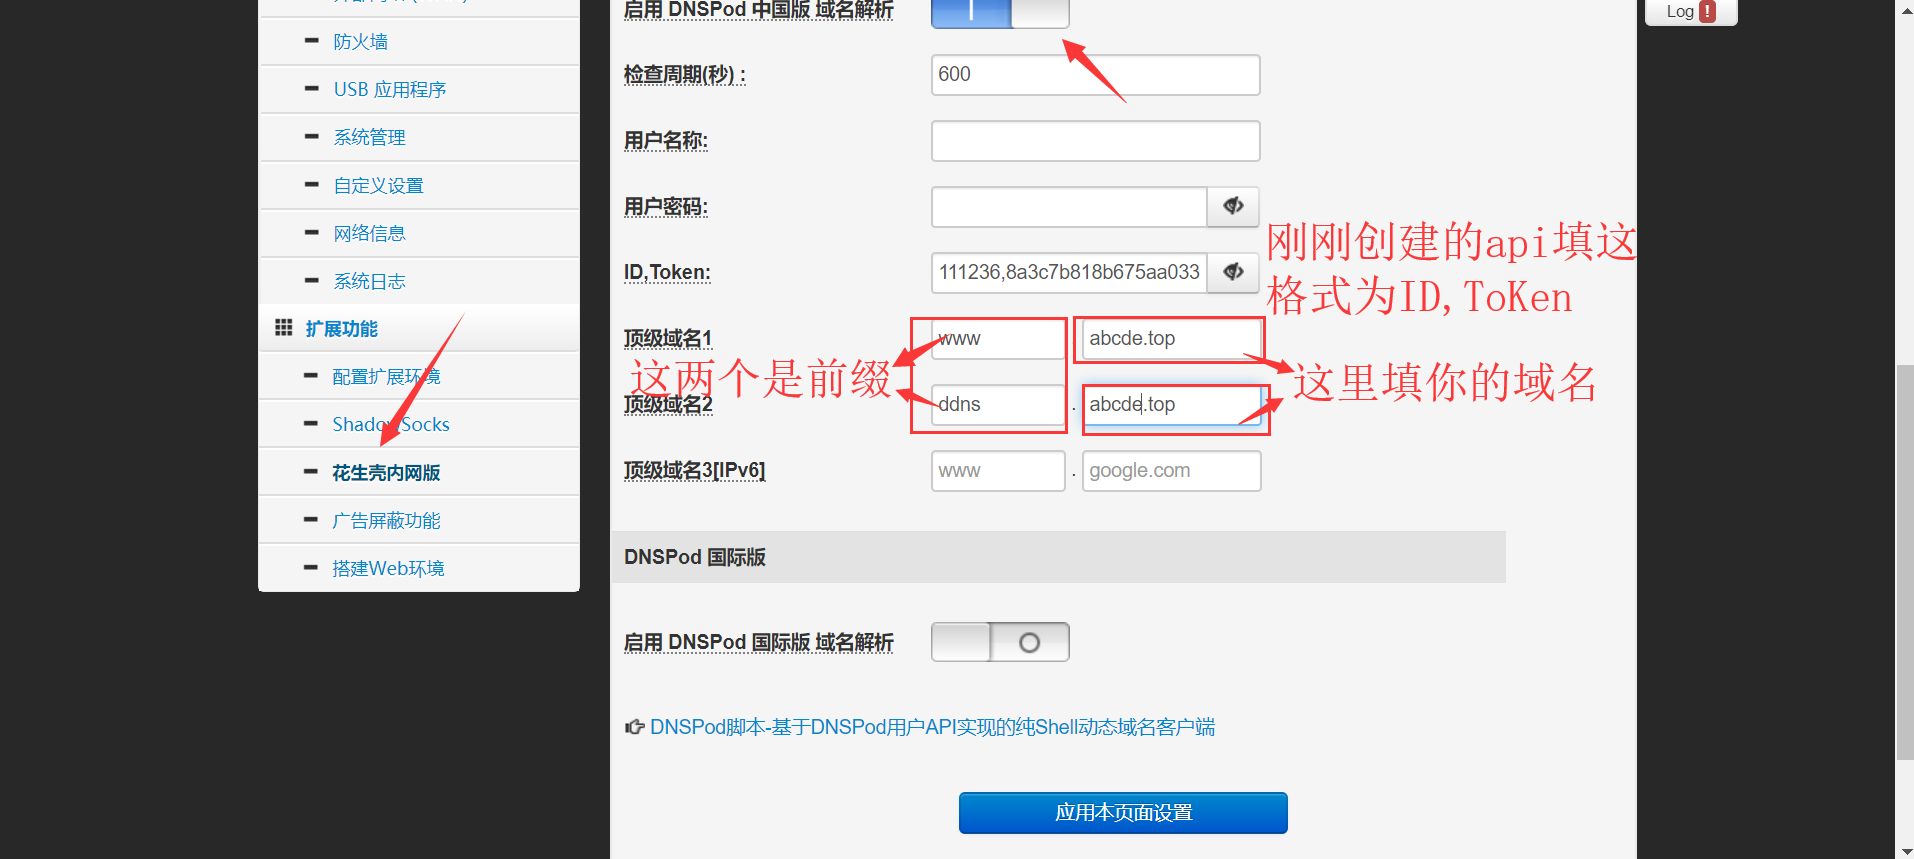 防火墙
USB 应用程序
系统管理
自定义设置
网络信息
系统日志
扩展功能
配置扩展环境
ShadowSocks
花生壳内网版
广告屏蔽功能
搭建Web环境
启用 DNSPod 中国版 域名解析
检查周期(秒) :
600
用户名称:
用户密码:
ID,Token:
111236,8a3c7b818b675aa033
刚刚创建的api填这
格式为ID,ToKen
顶级域名1
www
abcde.top
这两个是前缀
这里填你的域名
顶级域名2
ddns . abcde.top
顶级域名3[IPv6]
www . google.com
DNSPod 国际版
启用 DNSPod 国际版 域名解析
DNSPod脚本-基于DNSPod用户API实现的纯Shell动态域名客户端
应用本页面设置
Log !